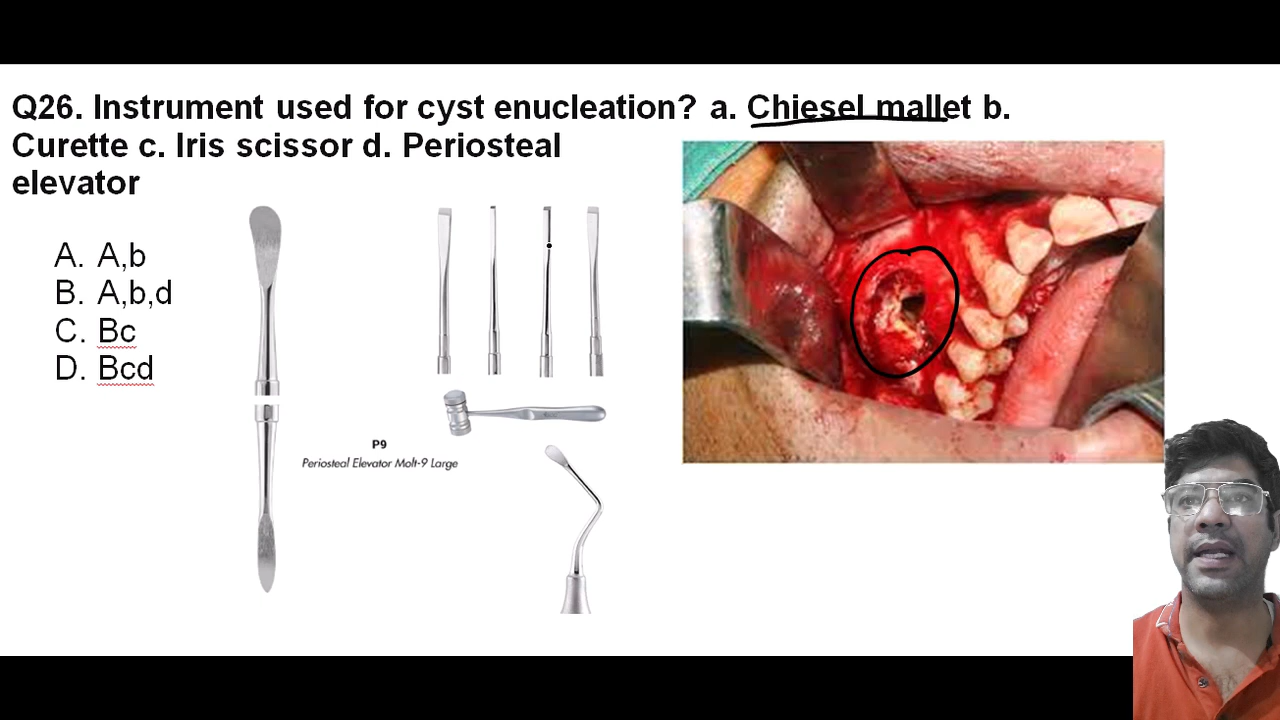 Q26. Instrument used for cyst enucleation? a. Chiesel mallet b.
Curette c. Iris scissor d. Periosteal
elevator
A. A,b
B. A,b,d
C. Bc
D. Bcd
P9
Periosteal Elevator Molt-9 Large